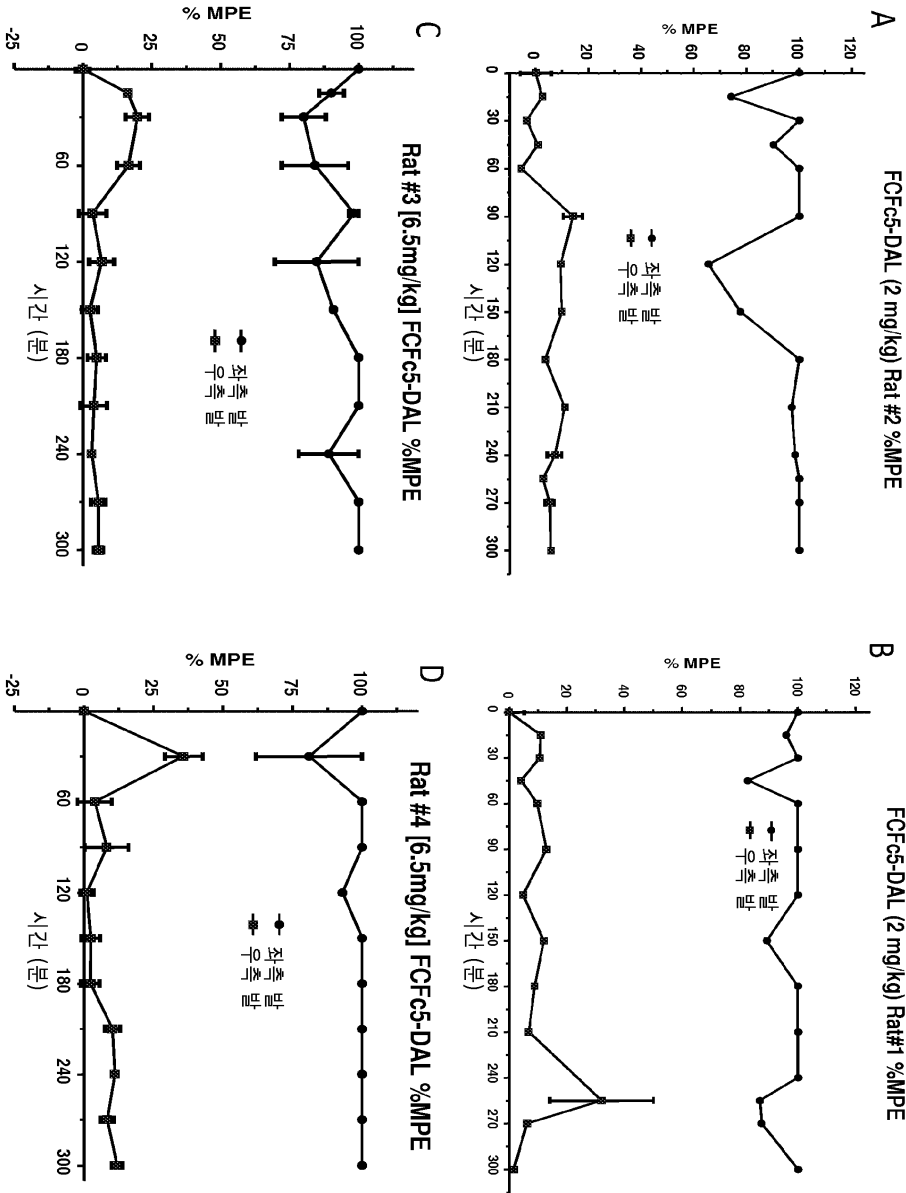 A
FCFc5-DAL (2 mg/kg) Rat #2 %MPE
120
100
80
60
40
20
0
% MPE
좌측 발
우측 발
0 30 60 90 120 150 180 210 240 270 300
시간 (분)
B
FCFc5-DAL (2 mg/kg) Rat#1 %MPE
120
100
80
60
40
20
0
% MPE
좌측 발
우측 발
0 30 60 90 120 150 180 210 240 270 300
시간 (분)
C
Rat #3 [6.5mg/kg] FCFc5-DAL %MPE
100
75
50
25
0
-25
% MPE
좌측 발
우측 발
60 120 180 240 300
시간 (분)
D
Rat #4 [6.5mg/kg] FCFc5-DAL %MPE
100
75
50
25
0
-25
% MPE
좌측 발
우측 발
60 120 180 240 300
시간 (분)